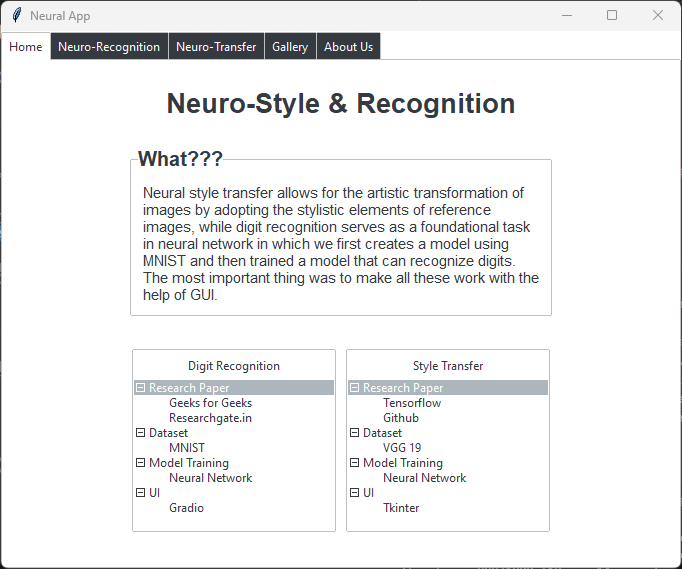 Neural App
Home Neuro-Recognition Neuro-Transfer Gallery About Us
Neuro-Style & Recognition
What???
Neural style transfer allows for the artistic transformation of
images by adopting the stylistic elements of reference
images, while digit recognition serves as a foundational task
in neural network in which we first creates a model using
MNIST and then trained a model that can recognize digits.
The most important thing was to make all these work with the
help of GUI.
Digit Recognition
Research Paper
Geeks for Geeks
Researchgate.in
Dataset
MNIST
Model Training
Neural Network
UI
Gradio
Style Transfer
Research Paper
Tensorflow
Github
Dataset
VGG 19
Model Training
Neural Network
UI
Tkinter